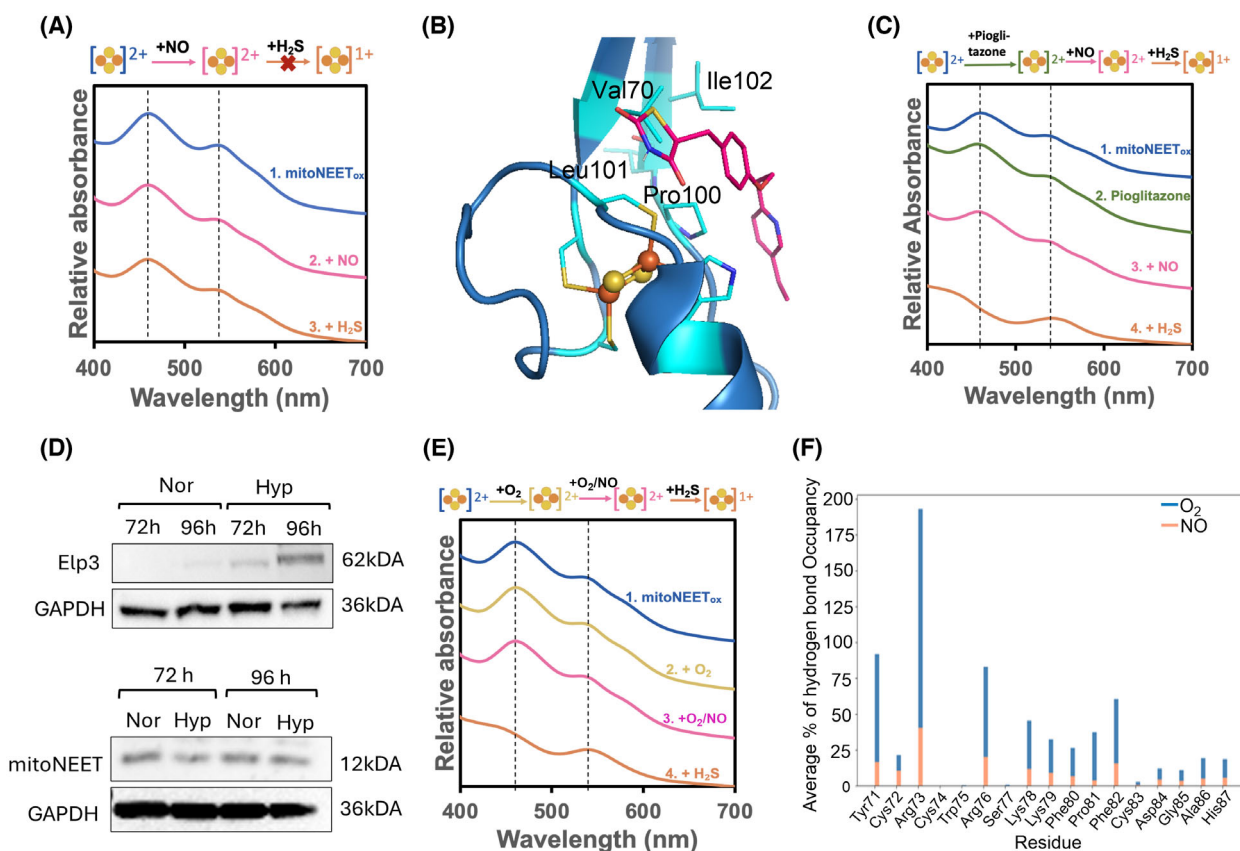 (A)
[ ]2+ +NO [ ]2+ +H2S [ ]1+
Relative absorbance
1. mitoNEETox
2. + NO
3. + H2S
400 500 600 700
Wavelength (nm)
(B)
Val70
Ile102
Leu101
Pro100
(C)
+Piogli-
tazone
[ ]2+ [ ]2+ +NO [ ]2+ +H2S [ ]1+
Relative Absorbance
1. mitoNEETox
2. Pioglitazone
3. + NO
4. + H2S
400 500 600 700
Wavelength (nm)
(D)
Nor Hyp
72h 96h 72h 96h
Elp3 62kDA
GAPDH 36kDA
72 h 96 h
Nor Hyp Nor Hyp
mitoNEET 12kDA
GAPDH 36kDA
(E)
[ ]2+ +O2 [ ]2+ +O2/NO [ ]2+ +H2S [ ]1+
Relative absorbance
1. mitoNEETox
2. + O2
3. +O2/NO
4. + H2S
400 500 600 700
Wavelength (nm)
(F)
Average % of hydrogen bond Occupancy
200
175
150
125
100
75
50
25
0
O2
NO
Tyr71 Cys72 Arg73 Cys74 Trp75 Arg76 Ser77 Lys78 Lys79 Phe80 Pro81 Phe82 Cys83 Asp84 Gly85 Ala86 His87
Residue